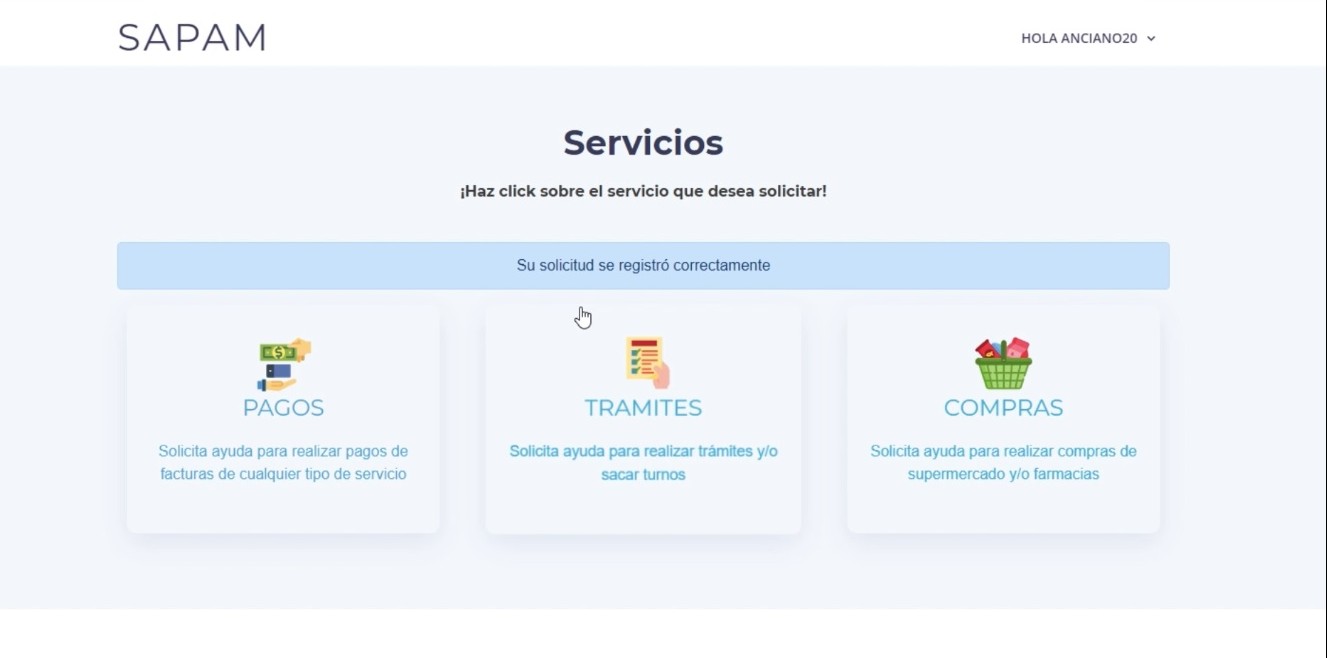 SAPAM
HOLA ANCIANO20
Servicios
¡Haz click sobre el servicio que desea solicitar!
Su solicitud se registró correctamente
PAGOS
Solicita ayuda para realizar pagos de
facturas de cualquier tipo de servicio
TRAMITES
Solicita ayuda para realizar trámites y/o
sacar turnos
COMPRAS
Solicita ayuda para realizar compras de
supermercado y/o farmacias